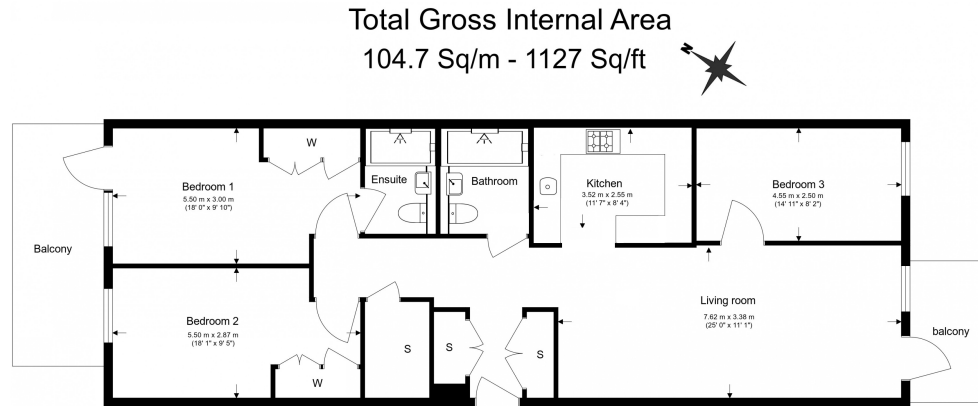 Total Gross Internal Area
104.7 Sq/m - 1127 Sq/ft
N
W
Bedroom 1
5.50 m x 3.00 m
(18' 0" x 9' 10")
Ensuite
Bathroom
Kitchen
3.52 m x 2.55 m
(11' 7" x 8' 4")
Bedroom 3
4.55 m x 2.50 m
(14' 11" x 8' 2")
Balcony
Bedroom 2
5.50 m x 2.87 m
(18' 1" x 9' 5")
W
S
S
S
Living room
7.62 m x 3.38 m
(25' 0" x 11' 1")
balcony